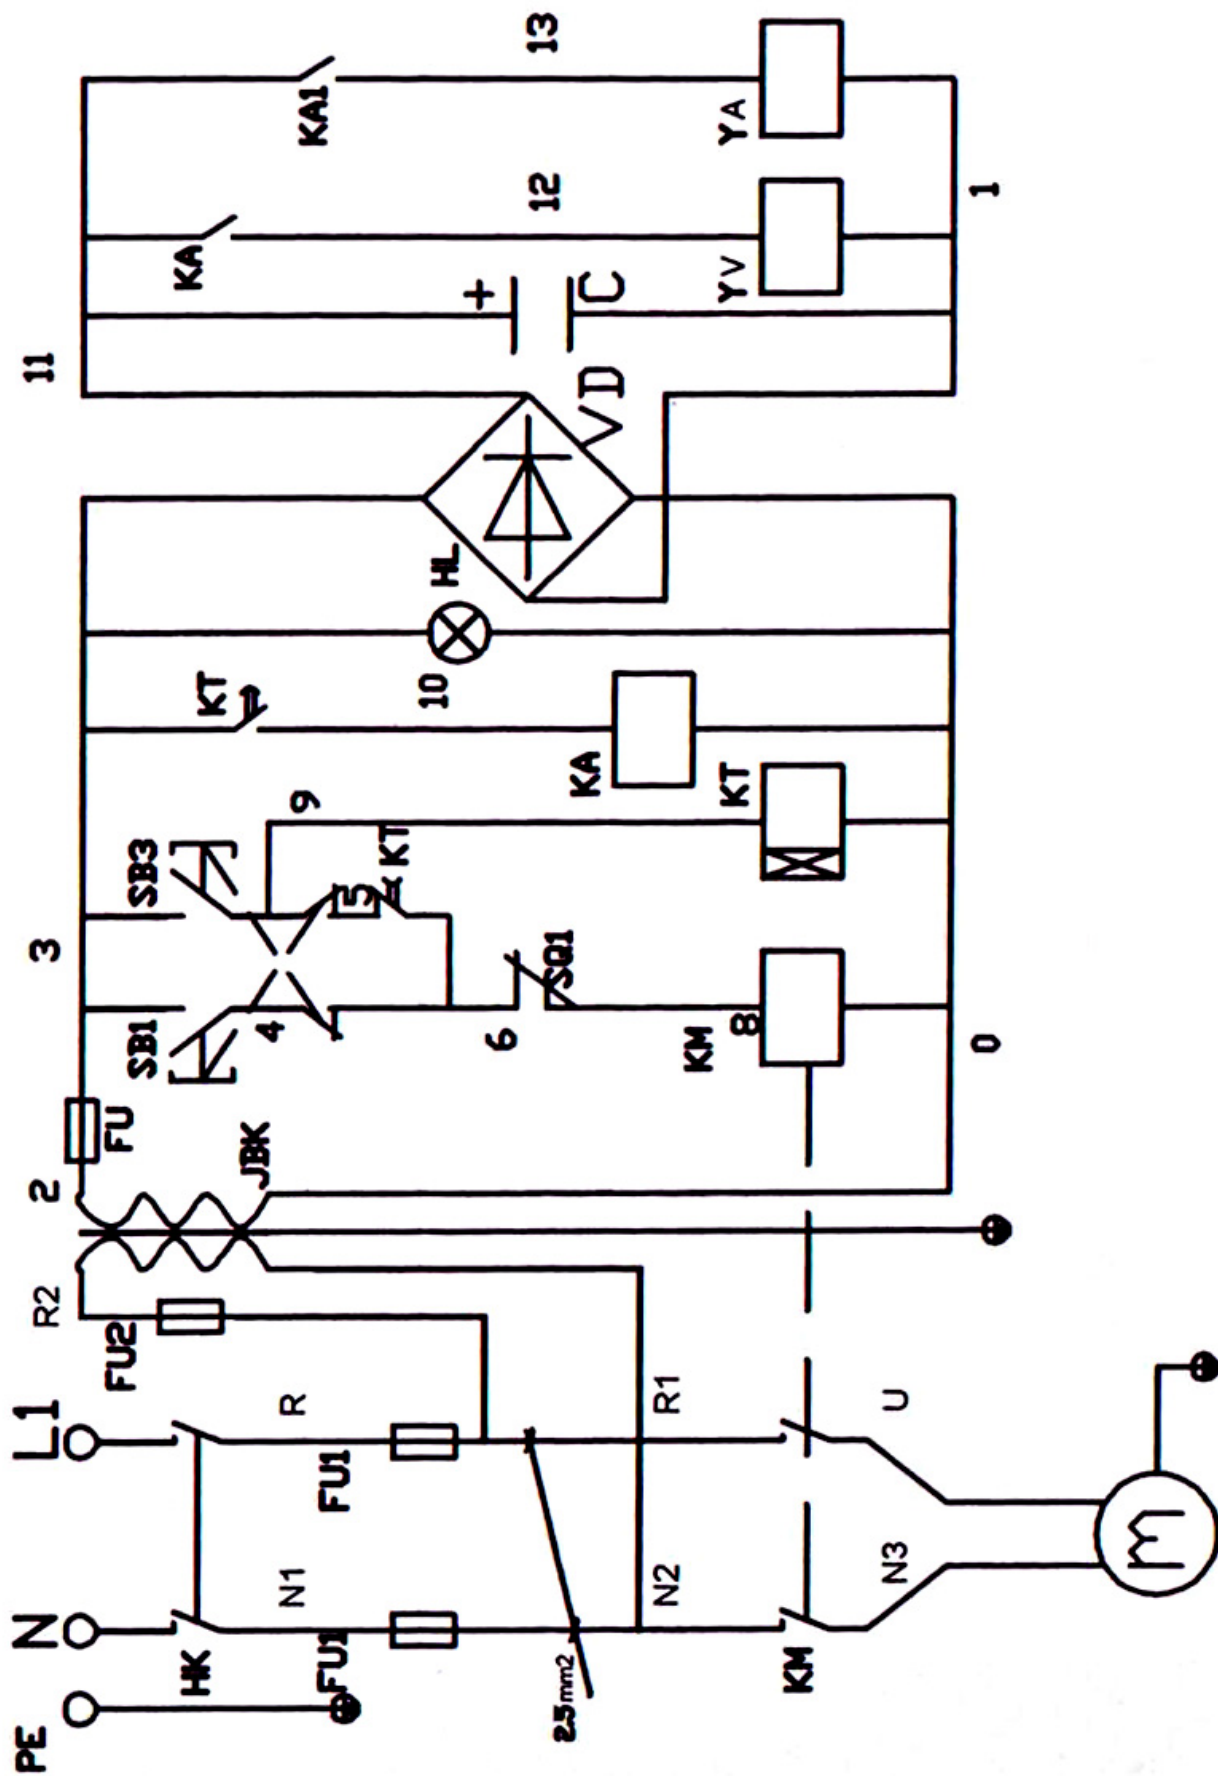 PE
N
L1
HK
N1
R
FU1
FU1
2.5mm2
N2
R1
KM
N3
U
R2
FU2
2
JBK
FU
3
SB1
SB3
4
5
9
KT
6
SQ1
KM
8
0
KT
KT
KA
10
HL
VD
11
+
C
KA
12
YV
KA1
13
YA
1
M